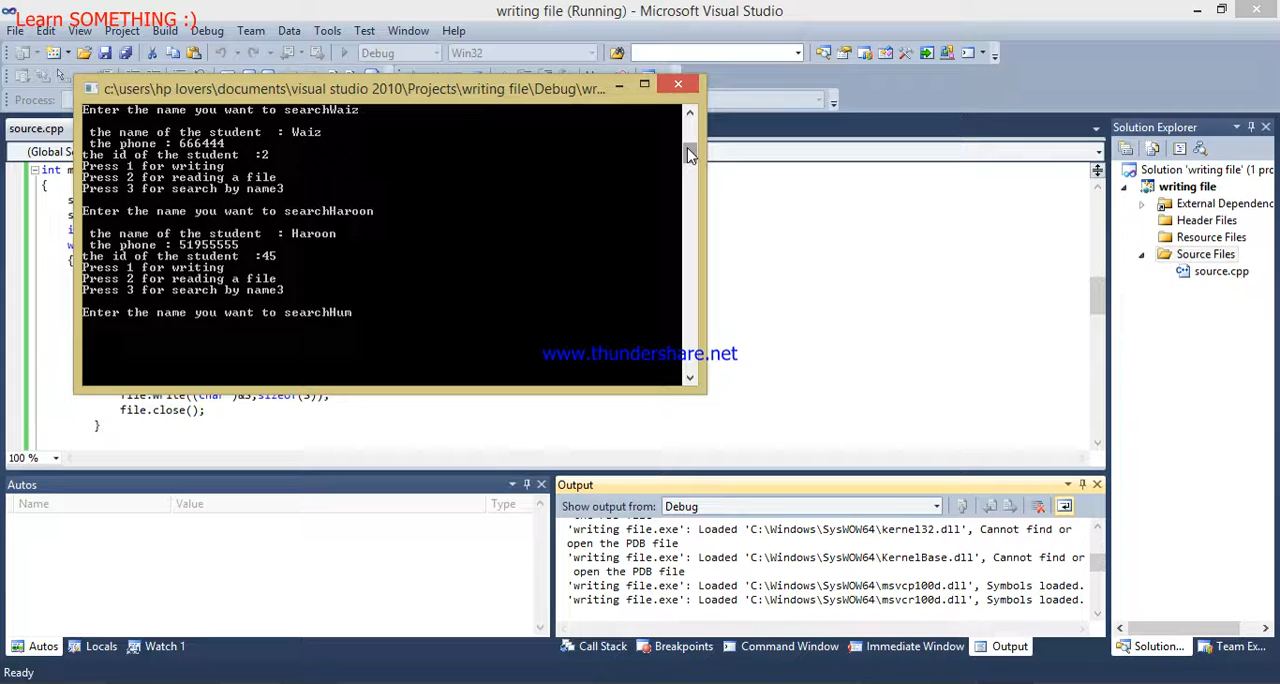 writing file (Running) - Microsoft Visual Studio
Learn SOMETHING :)
File Edit View Project Build Debug Team Data Tools Test Window Help
Debug Win32
Process:
c:\users\hp lovers\documents\visual studio 2010\Projects\writing file\Debug\wr...
Enter the name you want to searchWaiz
the name of the student : Waiz
the phone : 666444
the id of the student :2
Press 1 for writing
Press 2 for reading a file
Press 3 for search by name3
Enter the name you want to searchHaroon
the name of the student : Haroon
the phone : 51955555
the id of the student :45
Press 1 for writing
Press 2 for reading a file
Press 3 for search by name3
Enter the name you want to searchHum
www.thundershare.net
source.cpp
(Global S
int m
{
s
s
i
w
{
file.write((char*)&S,sizeof(S));
file.close();
}
100 %
Solution Explorer
Solution 'writing file' (1 pro
writing file
External Dependenc
Header Files
Resource Files
Source Files
source.cpp
Autos
Name Value Type
Output
Show output from: Debug
'writing file.exe': Loaded 'C:\Windows\SysWOW64\kernel32.dll', Cannot find or
open the PDB file
'writing file.exe': Loaded 'C:\Windows\SysWOW64\KernelBase.dll', Cannot find or
open the PDB file
'writing file.exe': Loaded 'C:\Windows\SysWOW64\msvcp100d.dll', Symbols loaded.
'writing file.exe': Loaded 'C:\Windows\SysWOW64\msvcr100d.dll', Symbols loaded.
Autos Locals Watch 1
Call Stack Breakpoints Command Window Immediate Window Output
Solution... Team Ex...
Ready